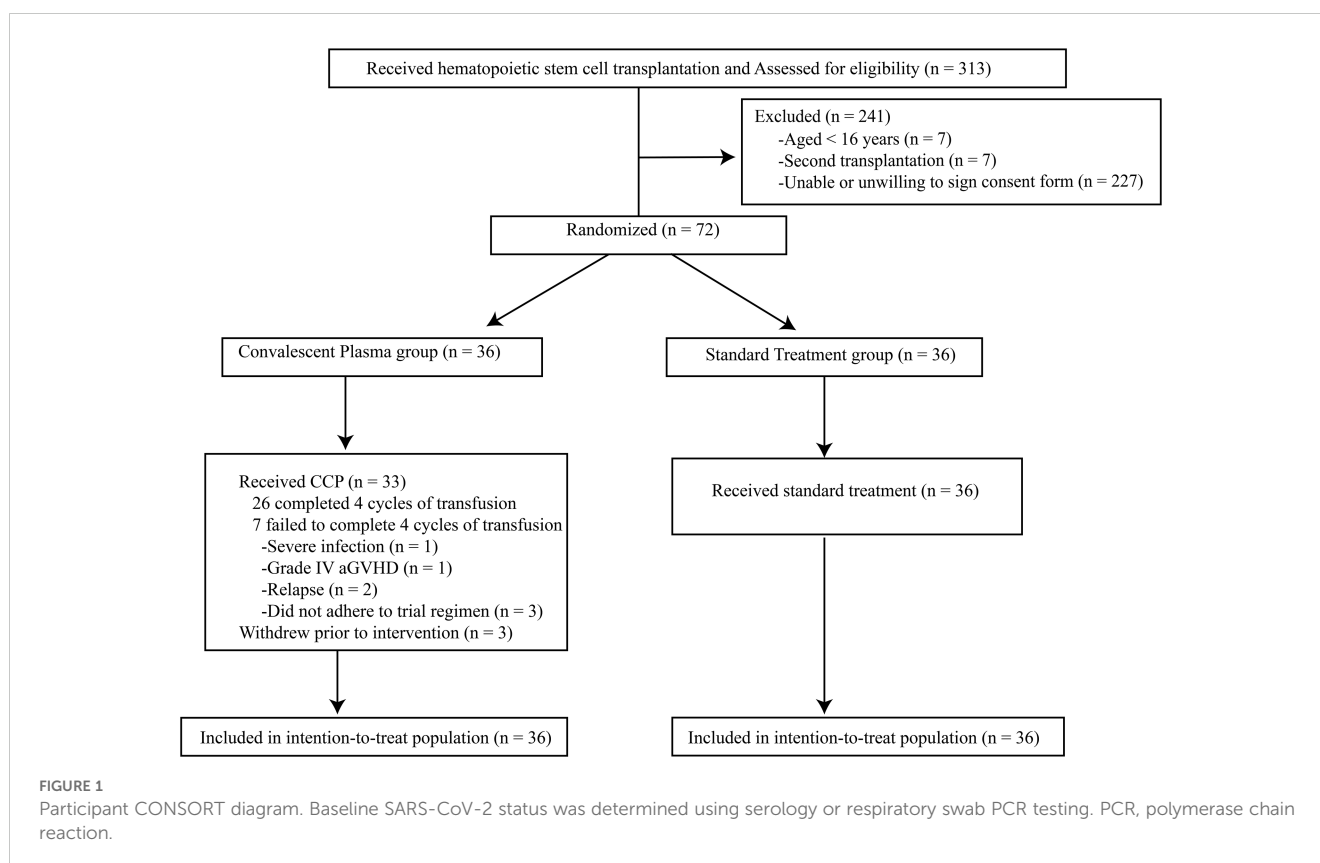 Received hematopoietic stem cell transplantation and Assessed for eligibility (n = 313)
Excluded (n = 241)
-Aged < 16 years (n = 7)
-Second transplantation (n = 7)
-Unable or unwilling to sign consent form (n = 227)
Randomized (n = 72)
Convalescent Plasma group (n = 36)
Standard Treatment group (n = 36)
Received CCP (n = 33)
26 completed 4 cycles of transfusion
7 failed to complete 4 cycles of transfusion
-Severe infection (n = 1)
-Grade IV aGVHD (n = 1)
-Relapse (n = 2)
-Did not adhere to trial regimen (n = 3)
Withdrew prior to intervention (n = 3)
Received standard treatment (n = 36)
Included in intention-to-treat population (n = 36)
Included in intention-to-treat population (n = 36)
FIGURE 1
Participant CONSORT diagram. Baseline SARS-CoV-2 status was determined using serology or respiratory swab PCR testing. PCR, polymerase chain
reaction.